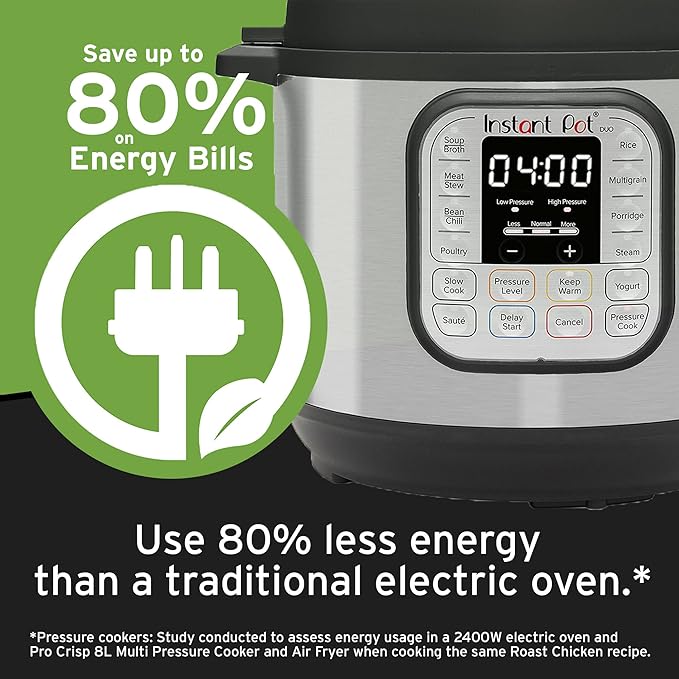 Save up to
80%
on
Energy Bills
Instant Pot® DUO
Soup
Broth
Meat
Stew
Bean
Chili
Poultry
Slow
Cook
Sauté
04:00
Low Pressure High Pressure
Less Normal More
− +
Pressure
Level
Keep
Warm
Delay
Start
Cancel
Rice
Multigrain
Porridge
Steam
Yogurt
Pressure
Cook
Use 80% less energy
than a traditional electric oven.*
*Pressure cookers: Study conducted to assess energy usage in a 2400W electric oven and
Pro Crisp 8L Multi Pressure Cooker and Air Fryer when cooking the same Roast Chicken recipe.